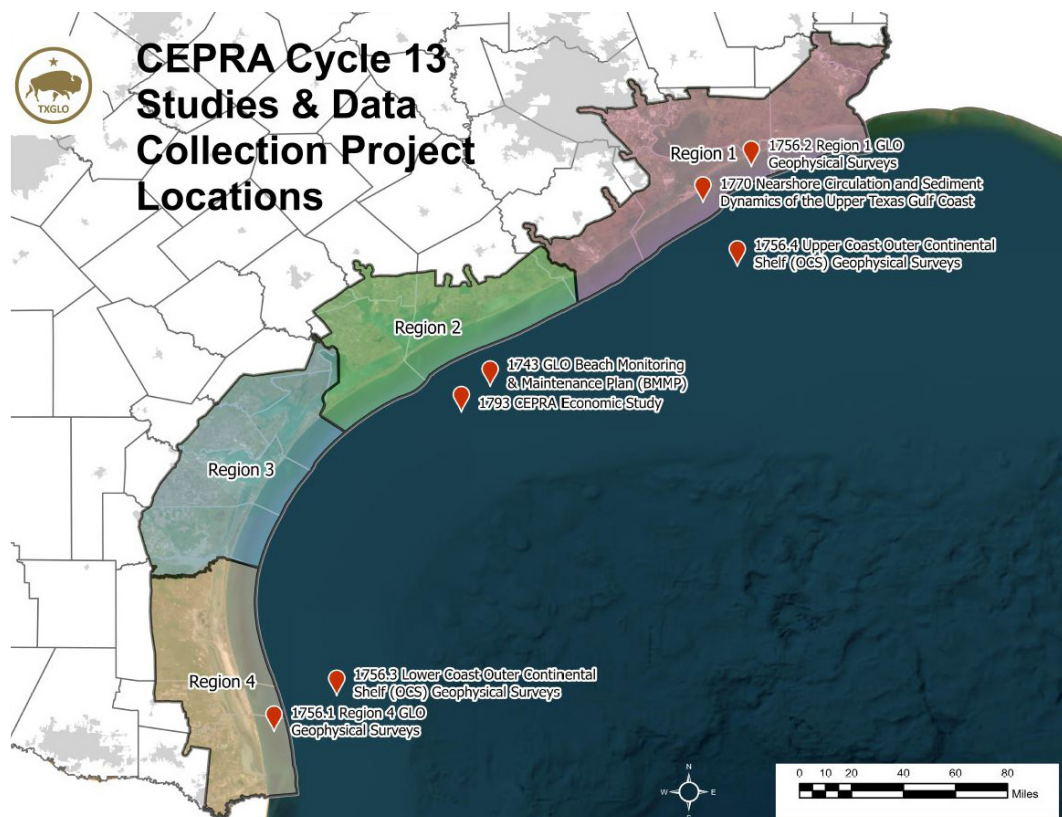 CEPRA Cycle 13
Studies & Data
Collection Project
Locations
TXGLO
Region 1
1756.2 Region 1 GLO
Geophysical Surveys
1770 Nearshore Circulation and Sediment
Dynamics of the Upper Texas Gulf Coast
1756.4 Upper Coast Outer Continental
Shelf (OCS) Geophysical Surveys
Region 2
1743 GLO Beach Monitoring
& Maintenance Plan (BMMP)
1793 CEPRA Economic Study
Region 3
Region 4
1756.3 Lower Coast Outer Continental
Shelf (OCS) Geophysical Surveys
1756.1 Region 4 GLO
Geophysical Surveys
N
W E
S
0 10 20 40 60 80
Miles